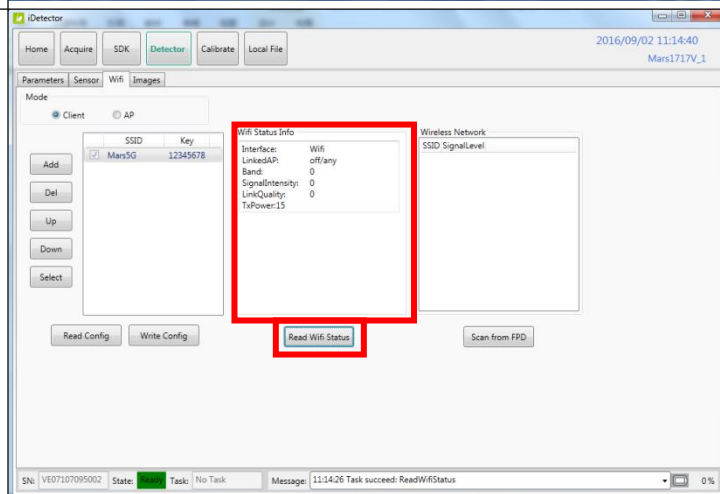 iDetector
Home Acquire SDK Detector Calibrate Local File
2016/09/02 11:14:40
Mars1717V_1
Parameters Sensor Wifi Images
Mode
Client AP
SSID Key
Mars5G 12345678
Add
Del
Up
Down
Select
Read Config Write Config
Wifi Status Info
Interface: Wifi
LinkedAP: off/any
Band: 0
SignalIntensity: 0
LinkQuality: 0
TxPower:15
Read Wifi Status
Wireless Network
SSID SignalLevel
Scan from FPD
SN: VE07107095002 State: Ready Task: No Task Message: 11:14:26 Task succeed: ReadWifiStatus 0%